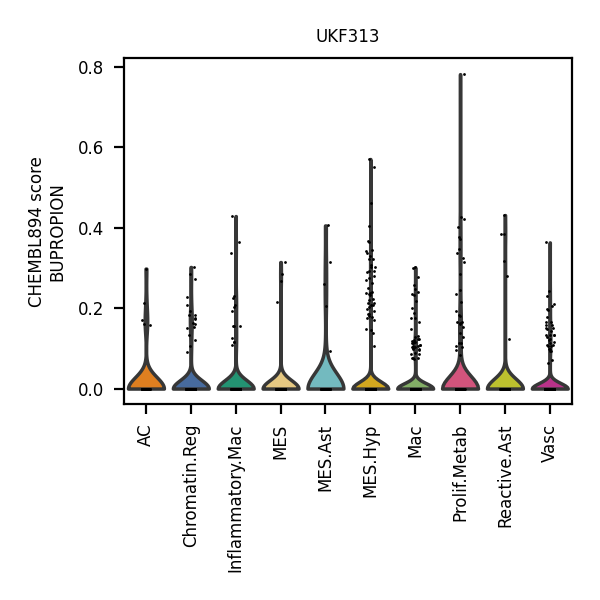 UKF313
CHEMBL894 score
BUPROPION
0.8
0.6
0.4
0.2
0.0
AC
Chromatin.Reg
Inflammatory.Mac
MES
MES.Ast
MES.Hyp
Mac
Prolif.Metab
Reactive.Ast
Vasc